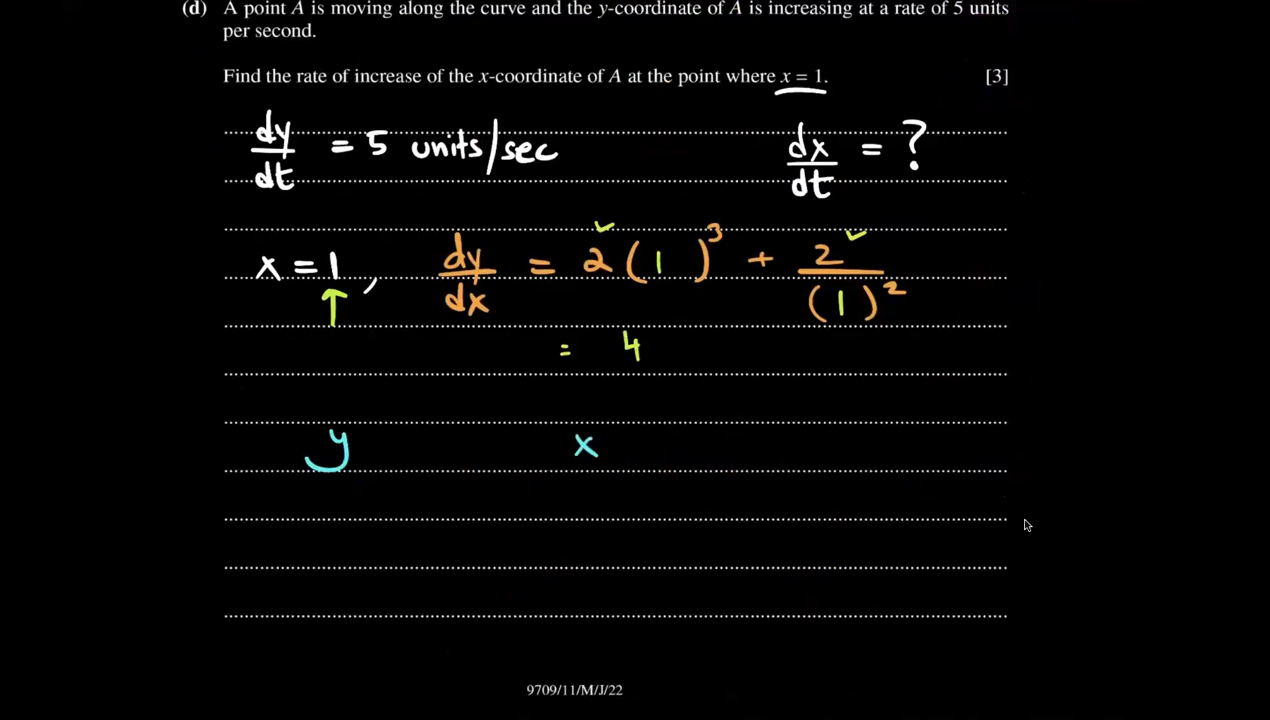 (d) A point A is moving along the curve and the y-coordinate of A is increasing at a rate of 5 units
per second.
Find the rate of increase of the x-coordinate of A at the point where x = 1. [3]
dy/dt = 5 units/sec dx/dt = ?
x = 1, dy/dx = 2(1)³ + 2/(1)²
= 4
y x
9709/11/M/J/22